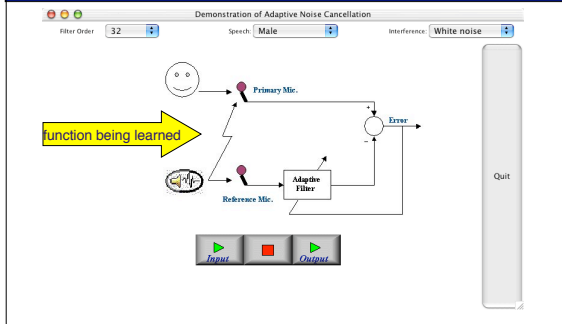 Demonstration of Adaptive Noise Cancellation
Filter Order 32 Speech: Male Interference: White noise
Primary Mic.
+
Error
function being learned
−
Adaptive
Filter
Quit
Reference Mic.
Input Output